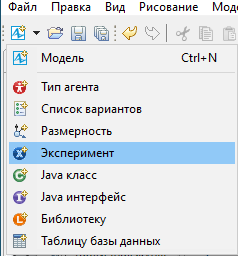 Файл Правка Вид Рисование
Модель Ctrl+N
Тип агента
Список вариантов
Размерность
Эксперимент
Java класс
Java интерфейс
Библиотеку
Таблицу базы данных